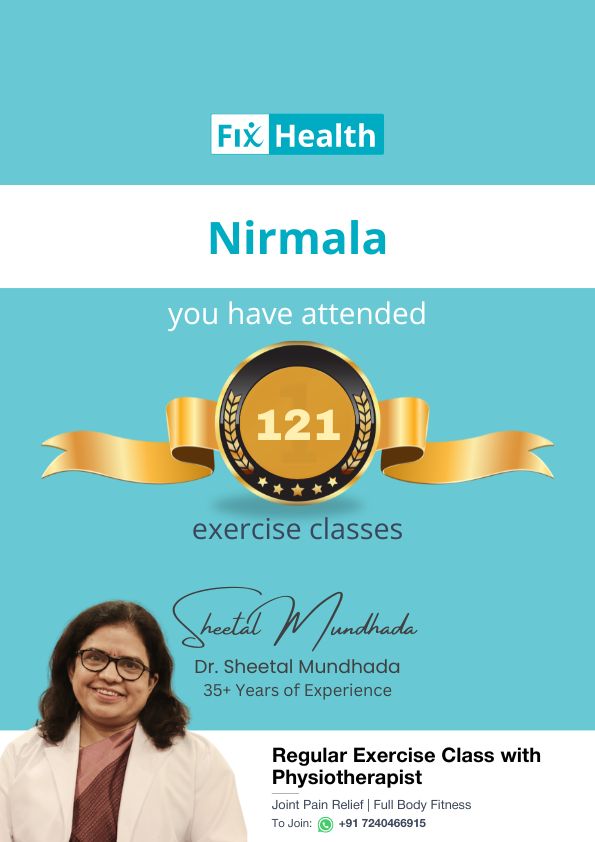 Fix Health
Nirmala
you have attended
121
exercise classes
Sheetal Mundhada
Dr. Sheetal Mundhada
35+ Years of Experience
Regular Exercise Class with
Physiotherapist
Joint Pain Relief | Full Body Fitness
To Join: +91 7240466915